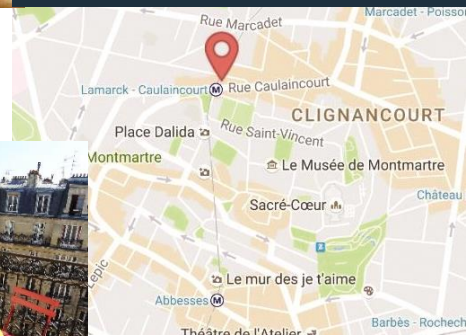 Marcadet - Poisso
Rue Marcadet
Lamarck - Caulaincourt
M
Rue Caulaincourt
CLIGNANCOURT
Place Dalida
Rue Saint-Vincent
Montmartre
Le Musée de Montmartre
Château
Sacré-Cœur
Lepic
Le mur des je t'aime
Abbesses
M
Barbès - Rochech
Théâtre de l'Atelier